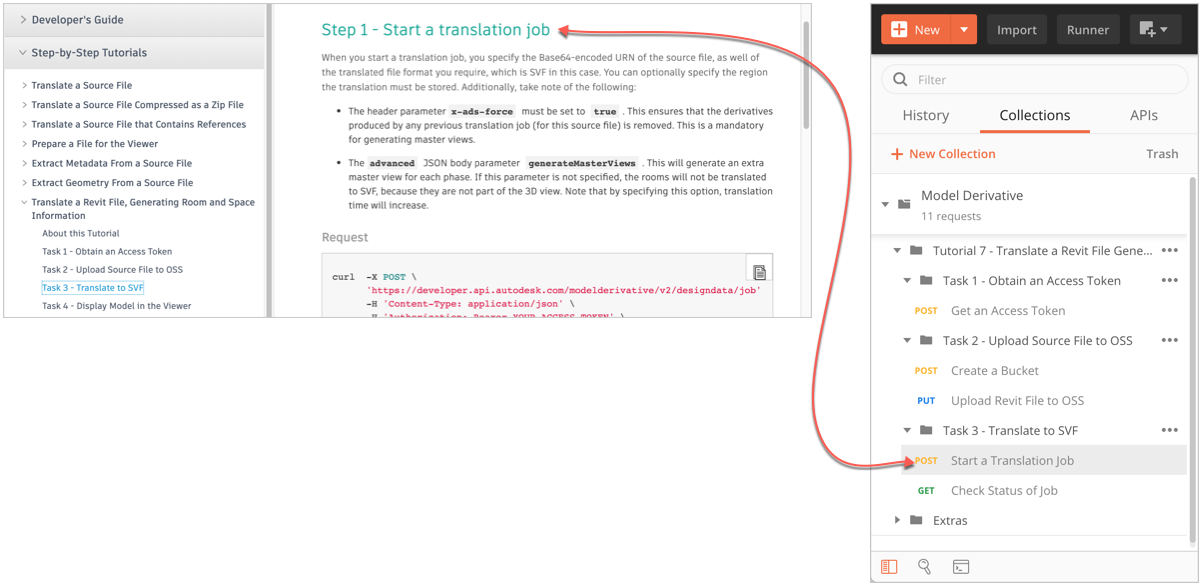 Developer's Guide
Step-by-Step Tutorials
Translate a Source File
Translate a Source File Compressed as a Zip File
Translate a Source File that Contains References
Prepare a File for the Viewer
Extract Metadata From a Source File
Extract Geometry From a Source File
Translate a Revit File, Generating Room and Space
Information
About this Tutorial
Task 1 - Obtain an Access Token
Task 2 - Upload Source File to OSS
Task 3 - Translate to SVF
Task 4 - Display Model in the Viewer
Step 1 - Start a translation job
When you start a translation job, you specify the Base64-encoded URN of the source file, as well of
the translated file format you require, which is SVF in this case. You can optionally specify the region
the translation must be stored. Additionally, take note of the following:
• The header parameter x-ads-force must be set to true . This ensures that the derivatives
produced by any previous translation job (for this source file) is removed. This is a mandatory
for generating master views.
• The advanced JSON body parameter generateMasterViews . This will generate an extra
master view for each phase. If this parameter is not specified, the rooms will not be translated
to SVF, because they are not part of the 3D view. Note that by specifying this option, translation
time will increase.
Request
curl -X POST \
'https://developer.api.autodesk.com/modelderivative/v2/designdata/job'
-H 'Content-Type: application/json' \
-H 'Authorization: Bearer YOUR_ACCESS_TOKEN' \
New
Import
Runner
Filter
History
Collections
APIs
+ New Collection
Trash
Model Derivative
11 requests
Tutorial 7 - Translate a Revit File Gene...
Task 1 - Obtain an Access Token
POST Get an Access Token
Task 2 - Upload Source File to OSS
POST Create a Bucket
PUT Upload Revit File to OSS
Task 3 - Translate to SVF
POST Start a Translation Job
GET Check Status of Job
Extras